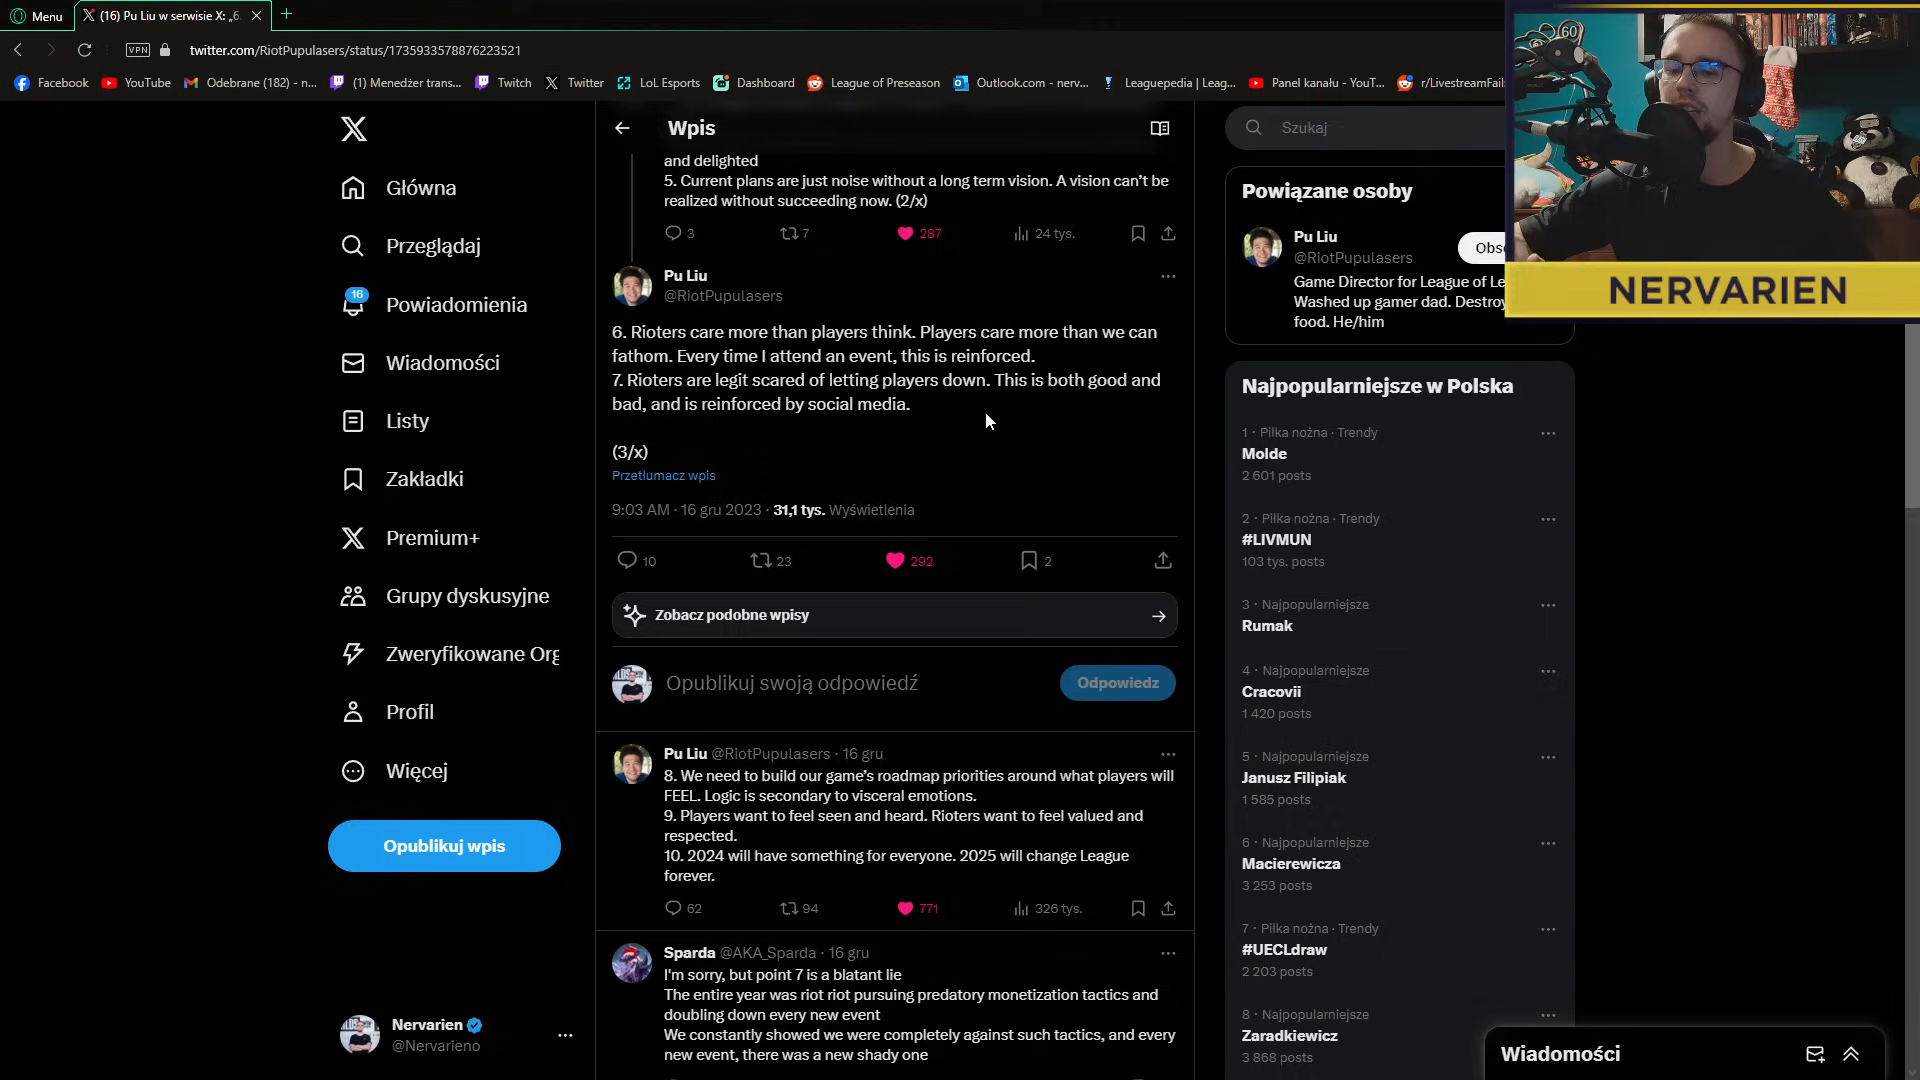 Menu
(16) Pu Liu w serwisie X: „6.
VPN
twitter.com/RiotPupulasers/status/1735933578876223521
Facebook
YouTube
Odebrane (182) - n...
(1) Menedżer trans...
Twitch
Twitter
LoL Esports
Dashboard
League of Preseason
Outlook.com - nerv...
Leaguepedia | Leag...
Panel kanału - YouT...
r/LivestreamFail
Główna
Przeglądaj
16
Powiadomienia
Wiadomości
Listy
Zakładki
Premium+
Grupy dyskusyjne
Zweryfikowane Org
Profil
Więcej
Opublikuj wpis
Nervarien
@Nervarieno
Wpis
and delighted
5. Current plans are just noise without a long term vision. A vision can’t be
realized without succeeding now. (2/x)
3 7 287 24 tys.
Pu Liu
@RiotPupulasers
6. Rioters care more than players think. Players care more than we can
fathom. Every time I attend an event, this is reinforced.
7. Rioters are legit scared of letting players down. This is both good and
bad, and is reinforced by social media.
(3/x)
Przetłumacz wpis
9:03 AM · 16 gru 2023 · 31,1 tys. Wyświetlenia
10 23 292 2
Zobacz podobne wpisy
Opublikuj swoją odpowiedź
Odpowiedz
Pu Liu @RiotPupulasers · 16 gru
8. We need to build our game’s roadmap priorities around what players will
FEEL. Logic is secondary to visceral emotions.
9. Players want to feel seen and heard. Rioters want to feel valued and
respected.
10. 2024 will have something for everyone. 2025 will change League
forever.
62 94 771 326 tys.
Sparda @AKA_Sparda · 16 gru
I'm sorry, but point 7 is a blatant lie
The entire year was riot riot pursuing predatory monetization tactics and
doubling down every new event
We constantly showed we were completely against such tactics, and every
new event, there was a new shady one
Szukaj
Powiązane osoby
Pu Liu
@RiotPupulasers
Obse
Game Director for League of Le
Washed up gamer dad. Destroy
food. He/him
Najpopularniejsze w Polska
1 · Piłka nożna · Trendy
Molde
2 601 posts
2 · Piłka nożna · Trendy
#LIVMUN
103 tys. posts
3 · Najpopularniejsze
Rumak
4 · Najpopularniejsze
Cracovii
1 420 posts
5 · Najpopularniejsze
Janusz Filipiak
1 585 posts
6 · Najpopularniejsze
Macierewicza
3 253 posts
7 · Piłka nożna · Trendy
#UECLdraw
2 203 posts
8 · Najpopularniejsze
Zaradkiewicz
3 868 posts
Wiadomości
60
NERVARIEN